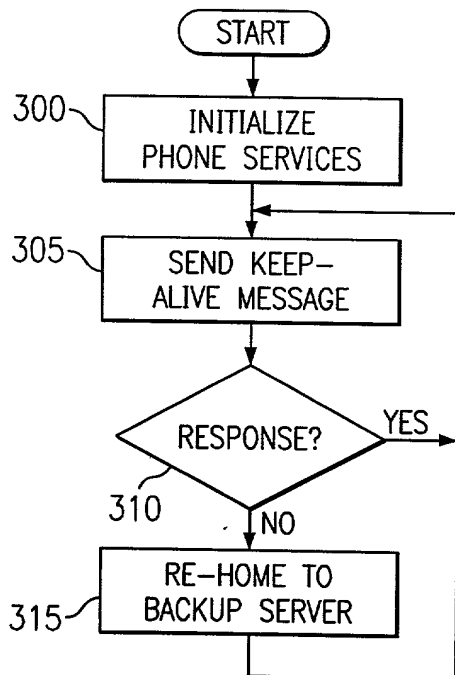 START
300
INITIALIZE
PHONE SERVICES
305
SEND KEEP-
ALIVE MESSAGE
RESPONSE?
YES
310
NO
RE-HOME TO
BACKUP SERVER
315